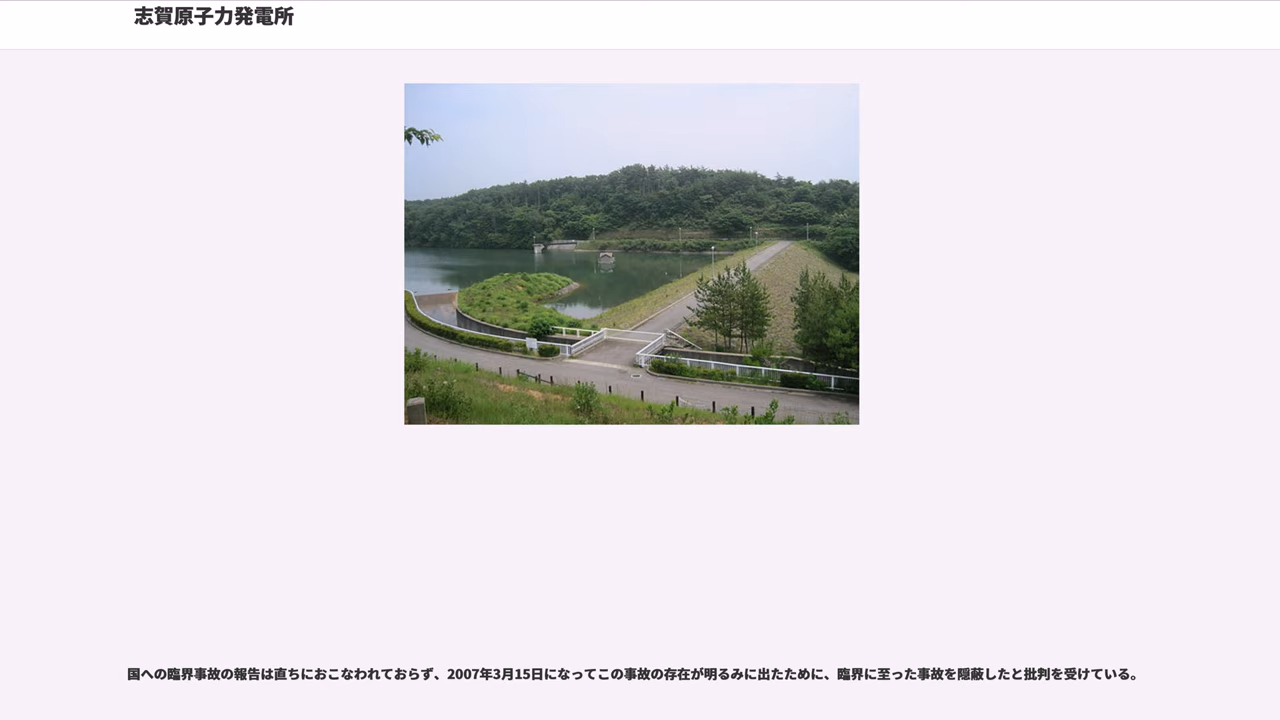 志賀原子力発電所
国への臨界事故の報告は直ちにおこなわれておらず、2007年3月15日になってこの事故の存在が明るみに出たために、臨界に至った事故を隠蔽したと批判を受けている。